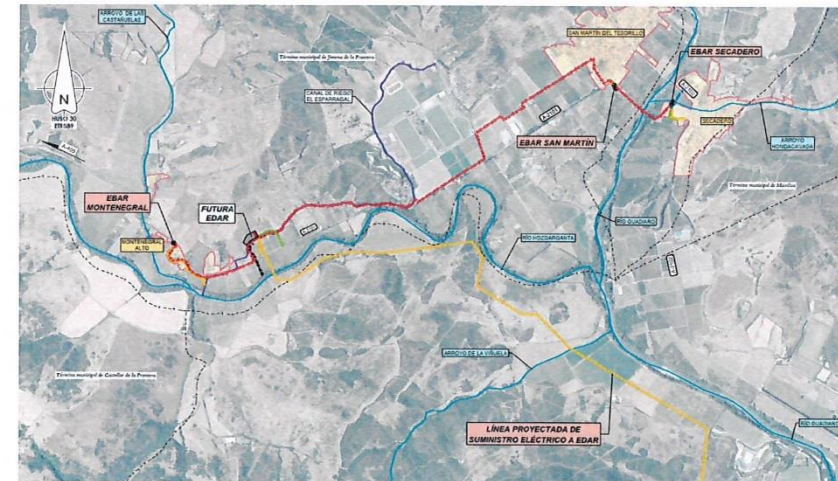 ARROYO DE LAS
CASTAÑUELAS
N
HUSO 30
ETRS89
A-405
Término municipal de Jimena de la Frontera
CANAL DE RIEGO
EL ESPARRAGAL
SAN MARTÍN DEL TESORILLO
EBAR SECADERO
A-2101
EBAR SAN MARTÍN
SECADERO
ARROYO
HONDACAVADA
Término municipal de Manilva
EBAR
MONTENEGRAL
FUTURA
EDAR
MONTENEGRAL
ALTO
RÍO HOZGARGANTA
RÍO GUADIARO
Término municipal de Castellar de la Frontera
ARROYO DE LA VIÑUELA
LÍNEA PROYECTADA DE
SUMINISTRO ELÉCTRICO A EDAR
RÍO GUADIARO